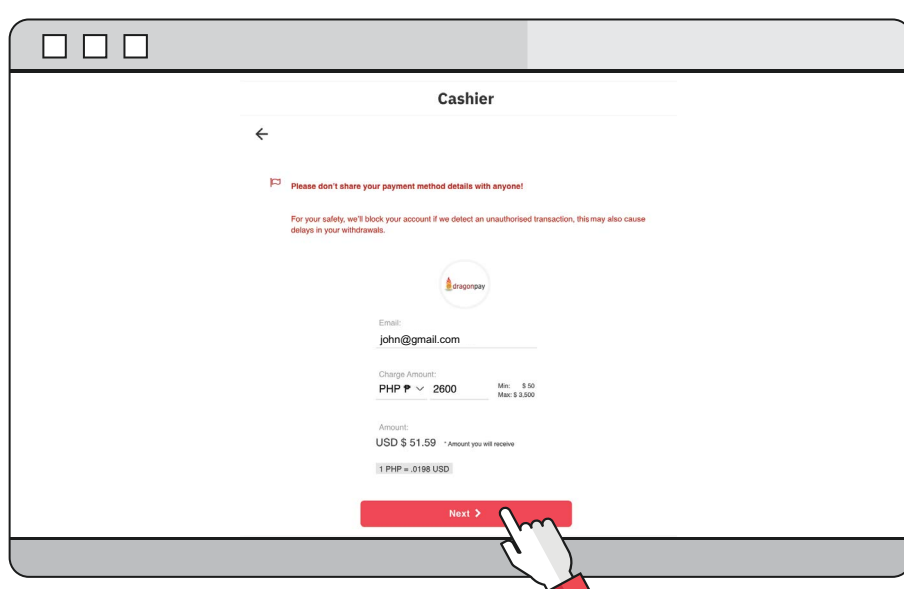 Cashier
Please don't share your payment method details with anyone!
For your safety, we'll block your account if we detect an unauthorised transaction, this may also cause
delays in your withdrawals.
dragonpay
Email:
john@gmail.com
Charge Amount:
PHP ₱ 2600 Min: $ 50
Max: $ 3,500
Amount:
USD $ 51.59 * Amount you will receive
1 PHP = .0198 USD
Next